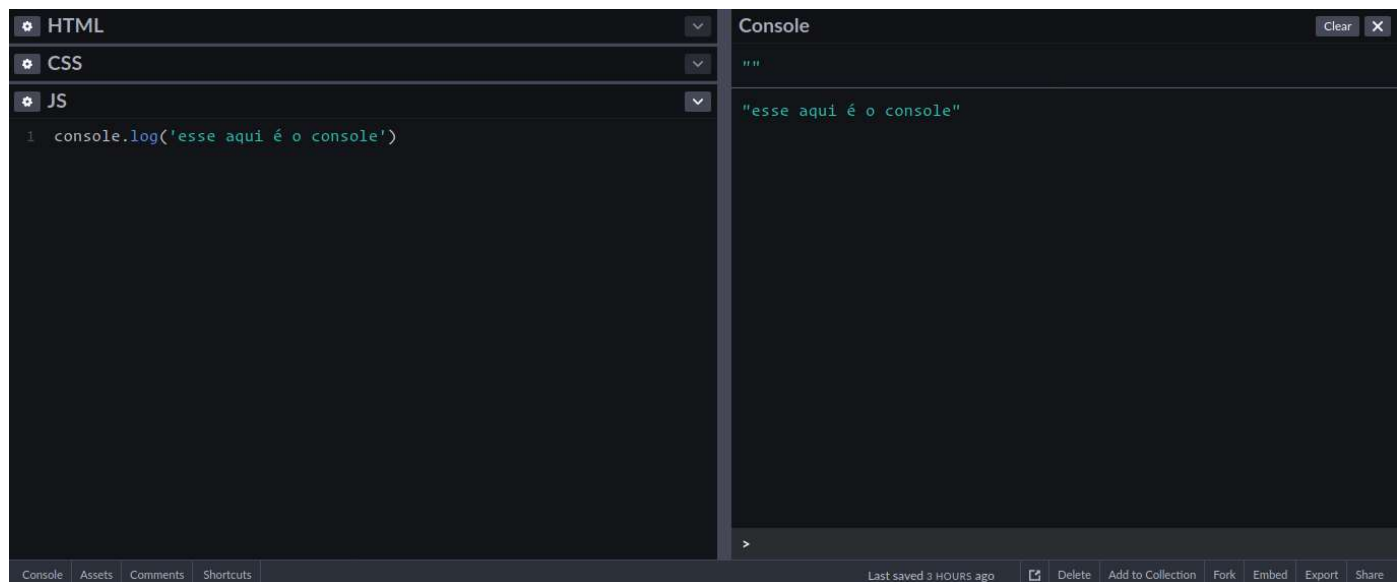 HTML
CSS
JS
1 console.log('esse aqui é o console')
Console Clear X
""
"esse aqui é o console"
>
Console Assets Comments Shortcuts Last saved 3 HOURS ago Delete Add to Collection Fork Embed Export Share